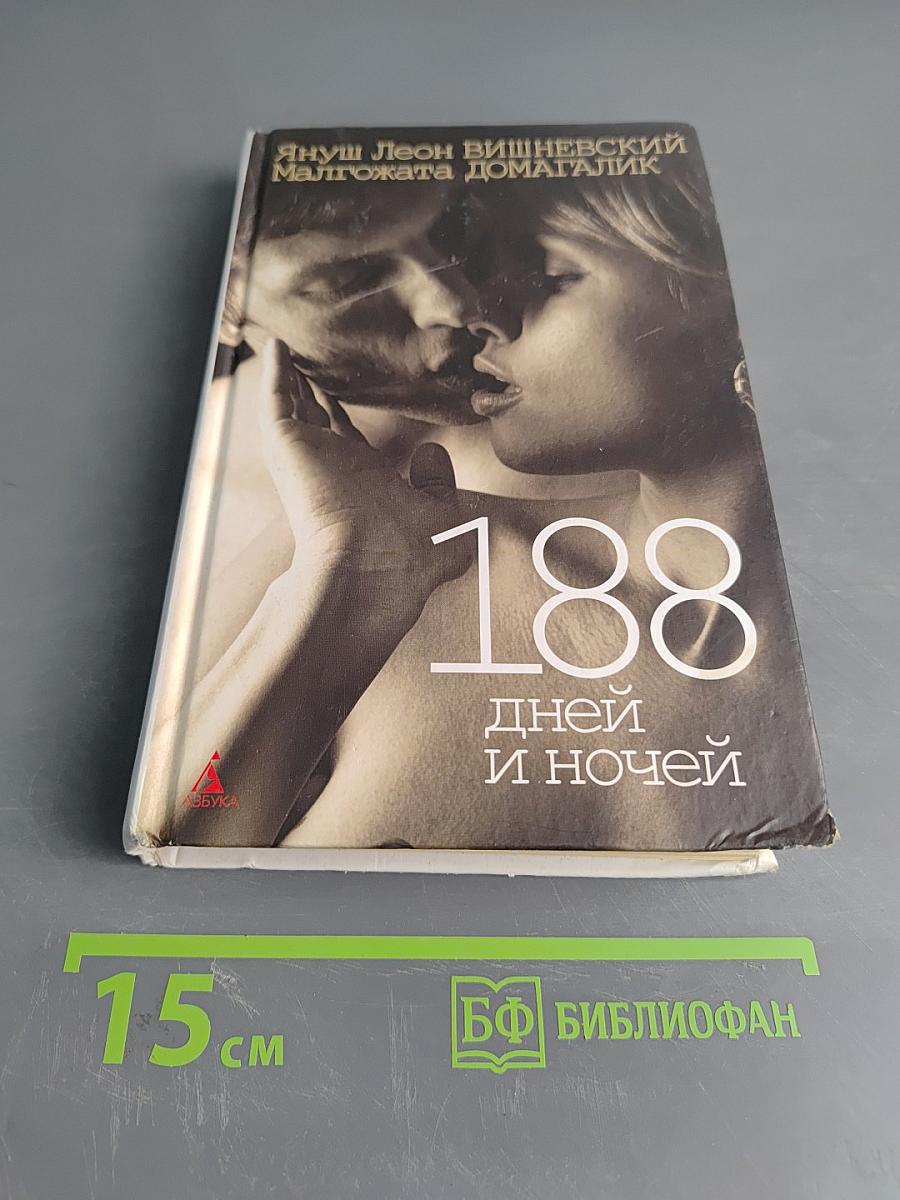 Януш Леон ВИШНЕВСКИЙ
Малгожата ДОМАГАЛИК
188
дней
и ночей
АЗБУКА
15 см
БФ БИБЛИОФАН